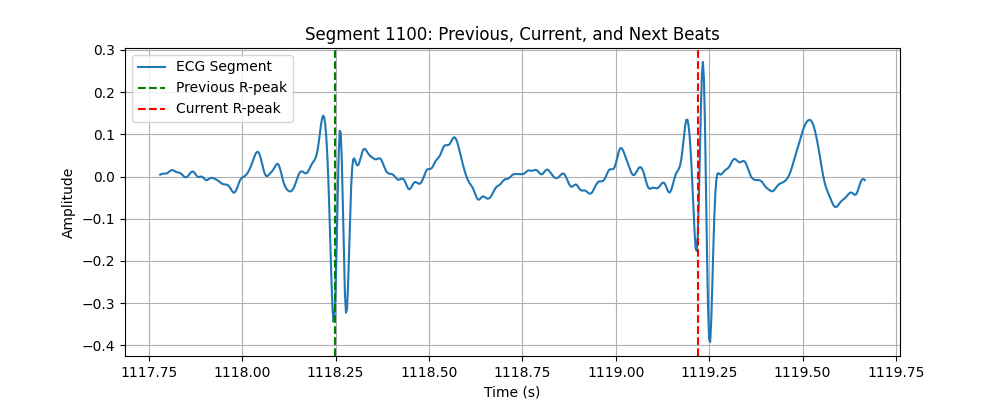 Segment 1100: Previous, Current, and Next Beats
ECG Segment
Previous R-peak
Current R-peak
Amplitude
0.3
0.2
0.1
0.0
−0.1
−0.2
−0.3
−0.4
1117.75 1118.00 1118.25 1118.50 1118.75 1119.00 1119.25 1119.50 1119.75
Time (s)